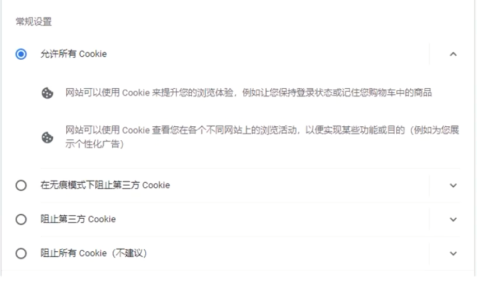 常规设置
允许所有 Cookie
网站可以使用 Cookie 来提升您的浏览体验，例如让您保持登录状态或记住您购物车中的商品
网站可以使用 Cookie 查看您在各个不同网站上的浏览活动，以便实现某些功能或目的（例如为您展
示个性化广告）
在无痕模式下阻止第三方 Cookie
阻止第三方 Cookie
阻止所有 Cookie（不建议）